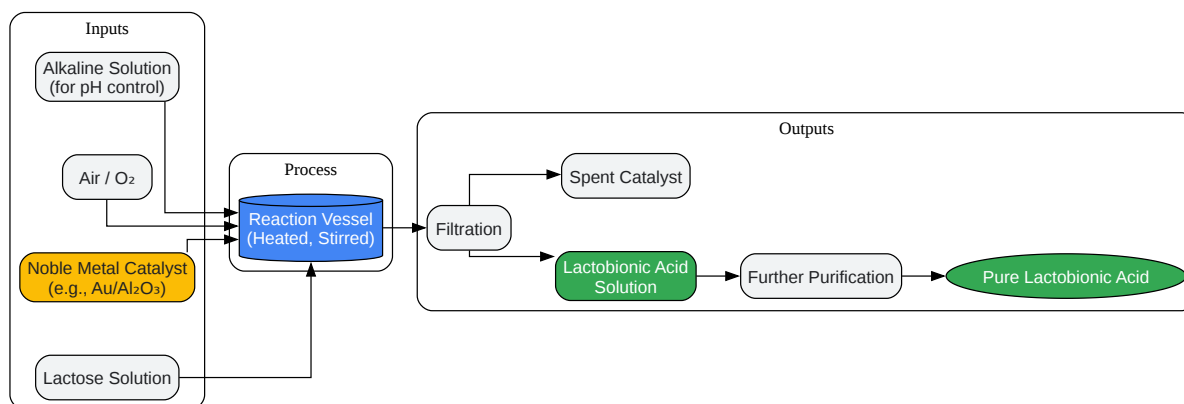 Inputs
Alkaline Solution
(for pH control)
Air / O₂
Noble Metal Catalyst
(e.g., Au/Al₂O₃)
Lactose Solution
Process
Reaction Vessel
(Heated, Stirred)
Outputs
Filtration
Spent Catalyst
Lactobionic Acid
Solution
Further Purification
Pure Lactobionic Acid